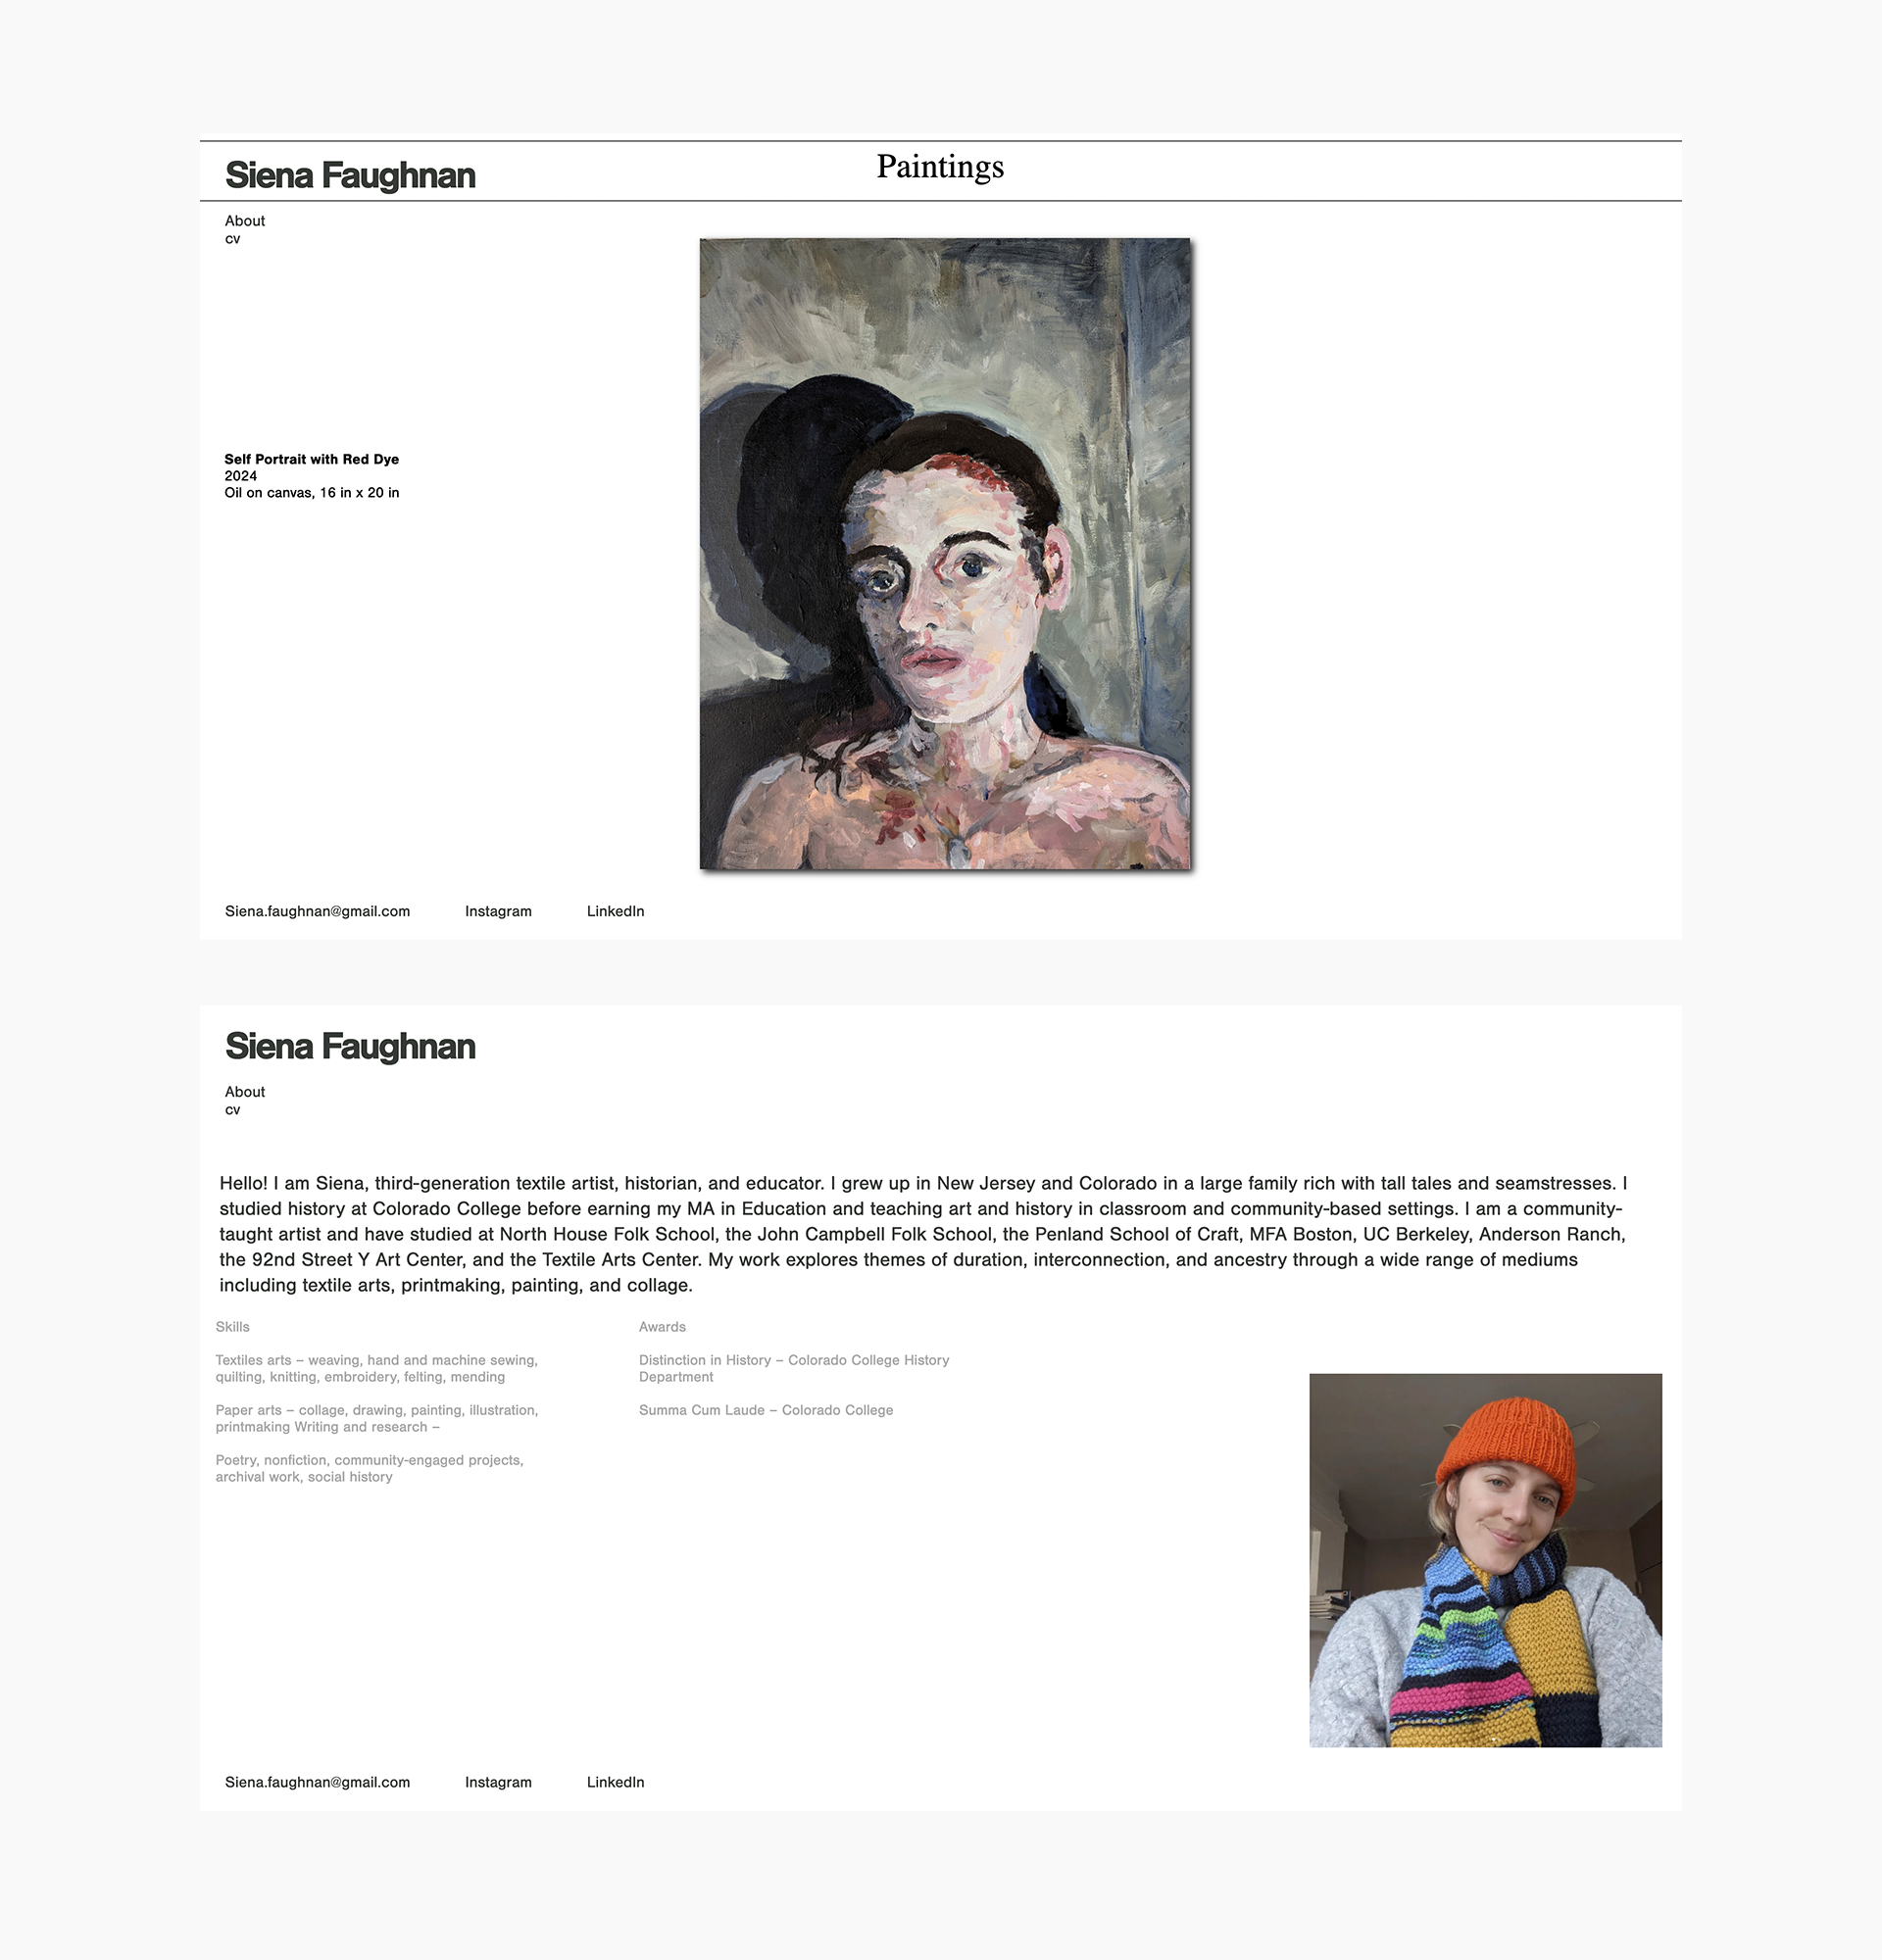 Siena Faughnan
Paintings
About
cv
Self Portrait with Red Dye
2024
Oil on canvas, 16 in x 20 in
Siena.faughnan@gmail.com
Instagram
LinkedIn
Siena Faughnan
About
cv
Hello! I am Siena, third-generation textile artist, historian, and educator. I grew up in New Jersey and Colorado in a large family rich with tall tales and seamstresses. I
studied history at Colorado College before earning my MA in Education and teaching art and history in classroom and community-based settings. I am a community-
taught artist and have studied at North House Folk School, the John Campbell Folk School, the Penland School of Craft, MFA Boston, UC Berkeley, Anderson Ranch,
the 92nd Street Y Art Center, and the Textile Arts Center. My work explores themes of duration, interconnection, and ancestry through a wide range of mediums
including textile arts, printmaking, painting, and collage.
Skills
Textiles arts – weaving, hand and machine sewing,
quilting, knitting, embroidery, felting, mending
Paper arts – collage, drawing, painting, illustration,
printmaking Writing and research –
Poetry, nonfiction, community-engaged projects,
archival work, social history
Awards
Distinction in History – Colorado College History
Department
Summa Cum Laude – Colorado College
Siena.faughnan@gmail.com
Instagram
LinkedIn